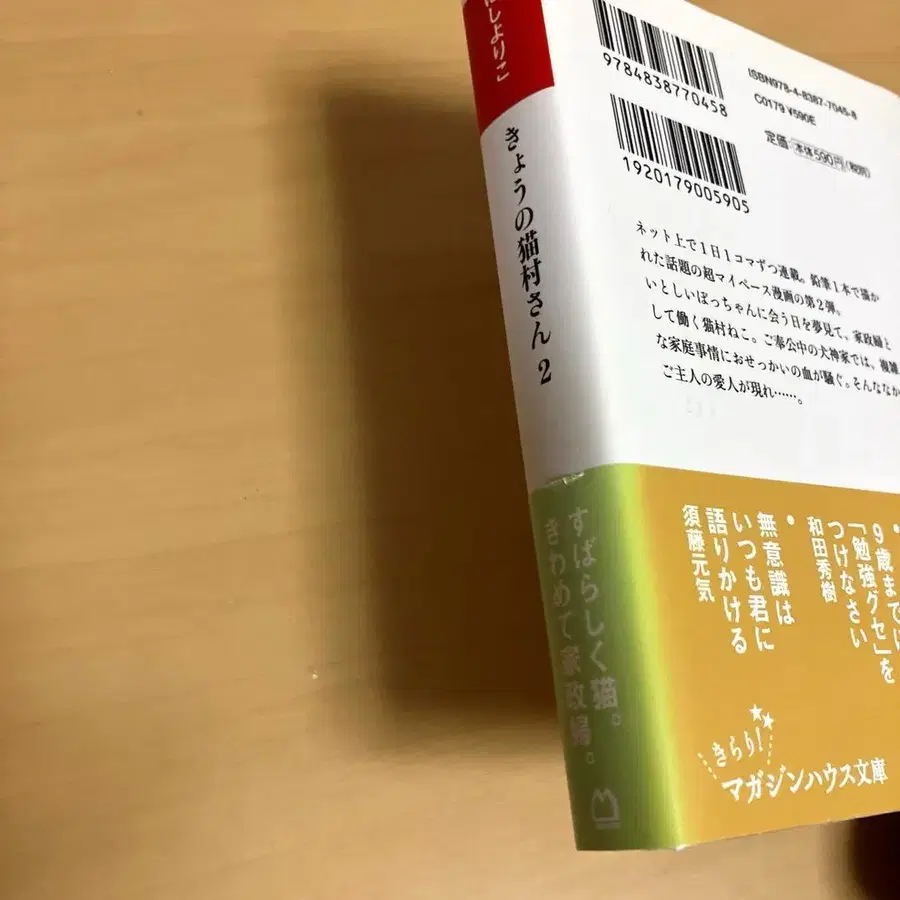 しよりこ
きょうの猫村さん 2
すばらしく猫。
きわめて家政婦。
9784838770458
1920179005905
ISBN978-4-8387-7045-8
C0179 ¥590E
定価 本体590円 (税別)
ネット上で1日1コマずつ連載。鉛筆1本で描か
れた話題の超マイペース漫画の第2弾。
いとしいぼっちゃんに会う日を夢見て、家政婦と
して働く猫村ねこ。ご奉公中の犬神家では、複雑
な家庭事情におせっかいの血が騒ぐ。そんななか
ご主人の愛人が現れ……。
9歳までに
「勉強グセ」を
つけなさい
和田秀樹
無意識は
いつも君に
語りかける
須藤元気
きらり!
マガジンハウス文庫